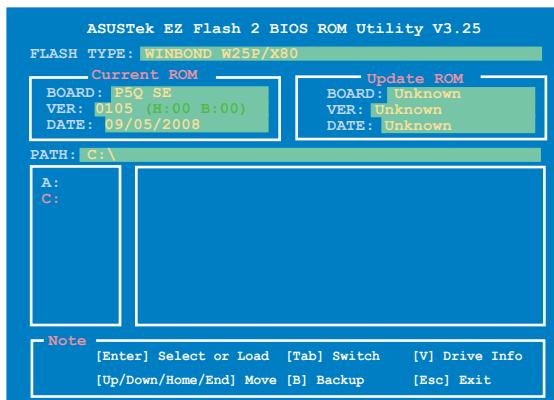 ASUSTek EZ Flash 2 BIOS ROM Utility V3.25
FLASH TYPE: WINBOND W25P/X80
Current ROM
BOARD: P5Q SE
VER: 0105 (H:00 B:00)
DATE: 09/05/2008
Update ROM
BOARD: Unknown
VER: Unknown
DATE: Unknown
PATH: C:\
A:
C:
Note
[Enter] Select or Load [Tab] Switch [V] Drive Info
[Up/Down/Home/End] Move [B] Backup [Esc] Exit